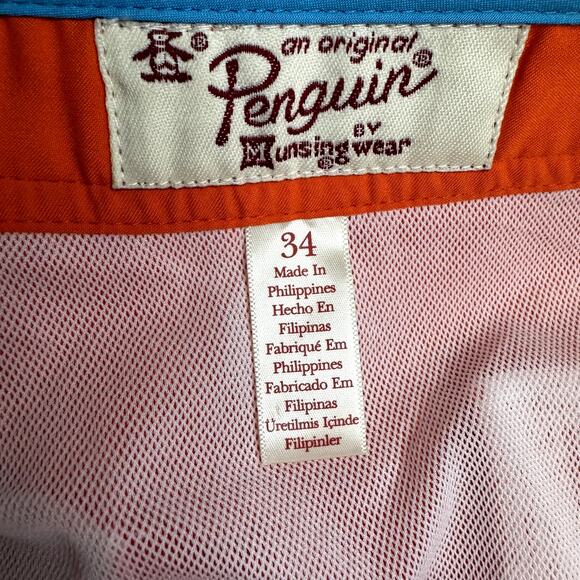 an original
Penguin®
BY
Munsingwear
®
34
Made In
Philippines
Hecho En
Filipinas
Fabriqué Em
Philippines
Fabricado Em
Filipinas
Üretilmis Içinde
Filipinler